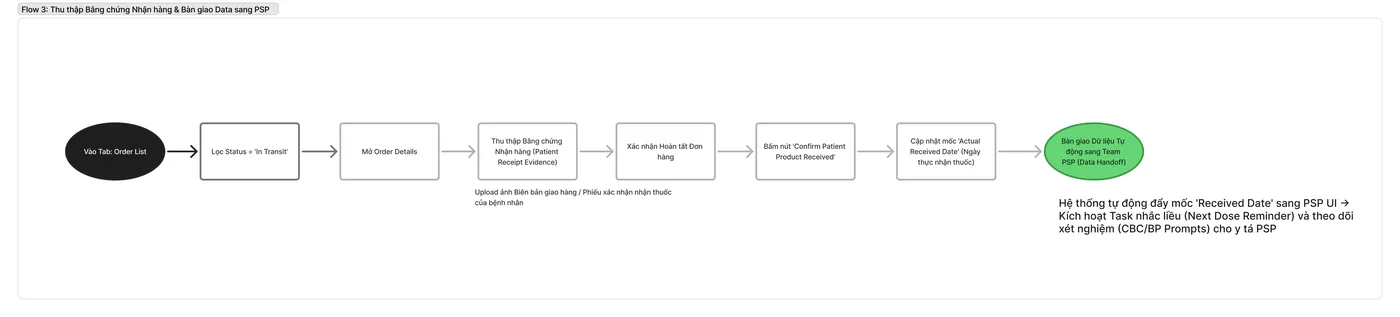 Flow 3: Thu thập Bằng chứng Nhận hàng & Bàn giao Data sang PSP
Vào Tab: Order List
Lọc Status = 'In Transit'
Mở Order Details
Thu thập Bằng chứng
Nhận hàng (Patient
Receipt Evidence)
Upload ảnh Biên bản giao hàng / Phiếu xác nhận nhận thuốc
của bệnh nhân
Xác nhận Hoàn tất Đơn
hàng
Bấm nút 'Confirm Patient
Product Received'
Cập nhật mốc 'Actual
Received Date' (Ngày
thực nhận thuốc)
Bàn giao Dữ liệu Tự
động sang Team
PSP (Data Handoff)
Hệ thống tự động đẩy mốc 'Received Date' sang PSP UI →
Kích hoạt Task nhắc liều (Next Dose Reminder) và theo dõi
xét nghiệm (CBC/BP Prompts) cho y tá PSP